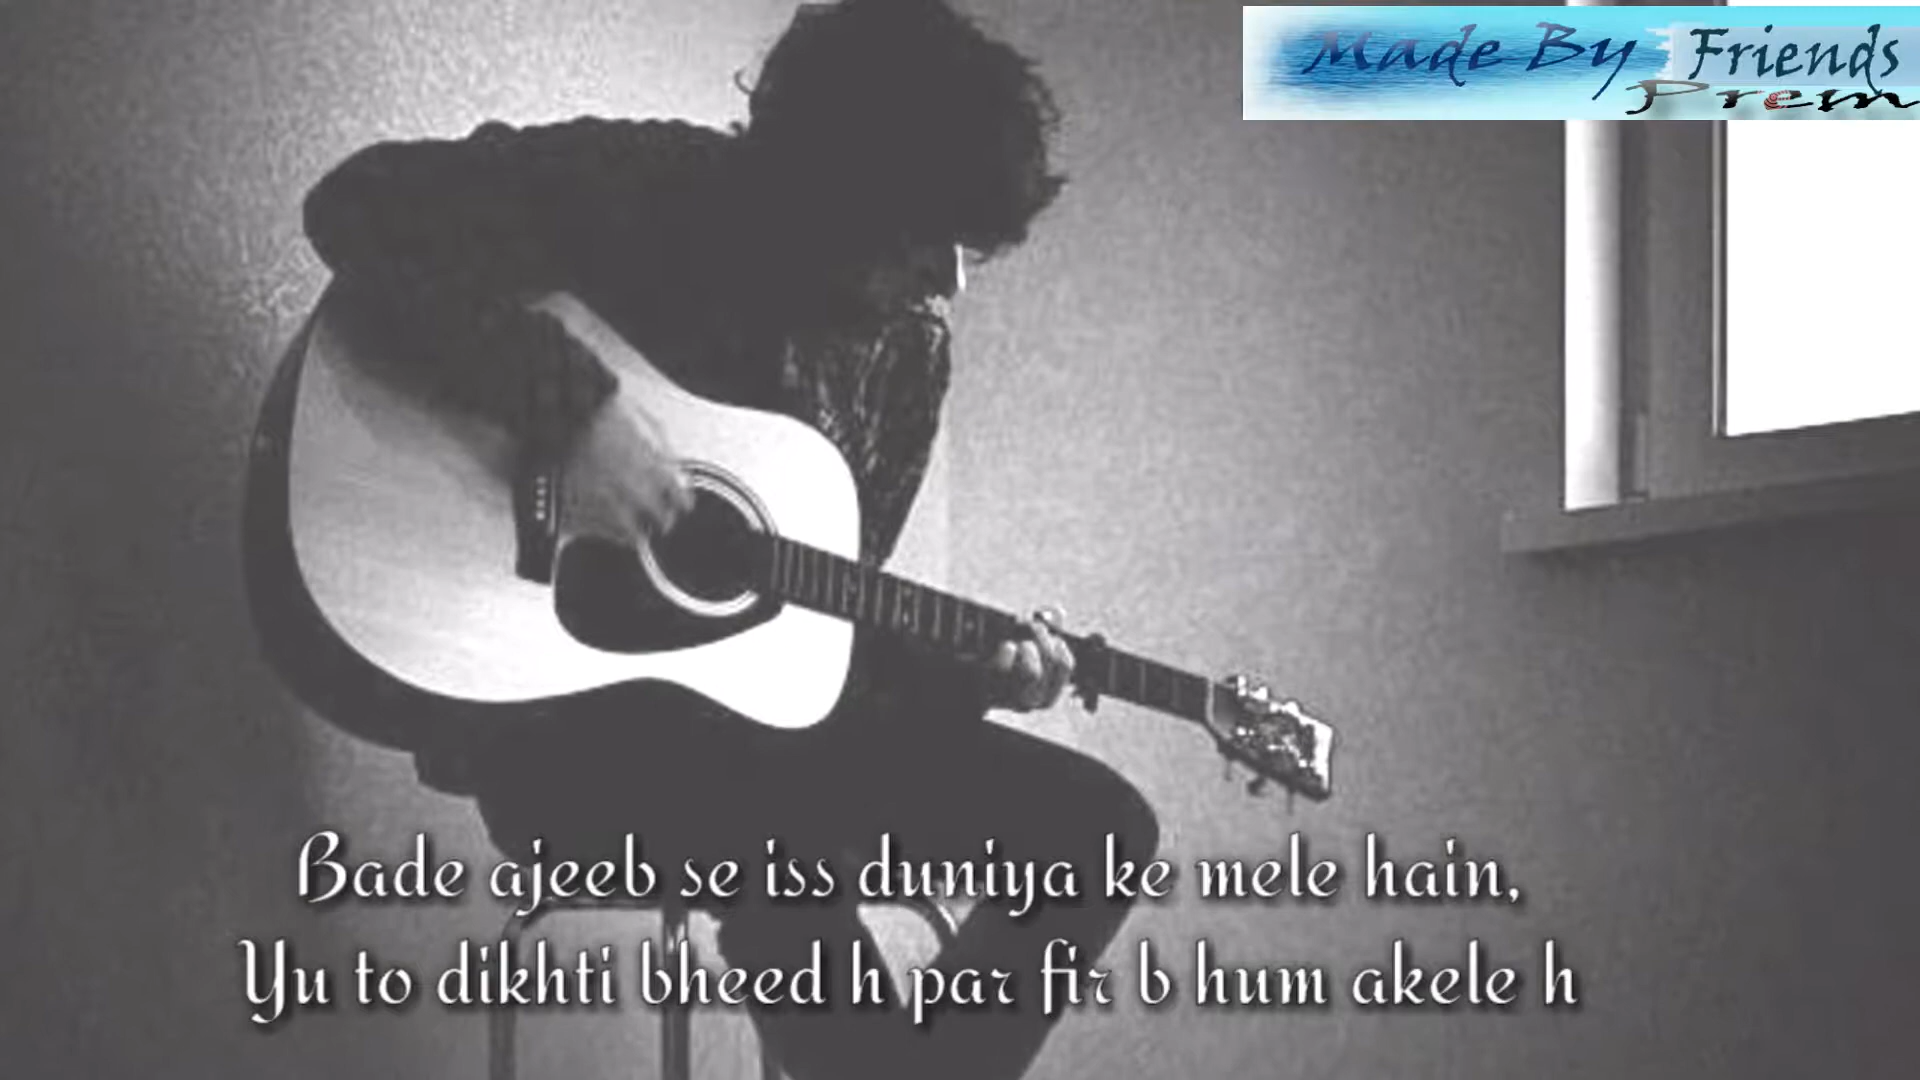 Made By Friends
Prem
Bade ajeeb se iss duniya ke mele hain,
Yu to dikhti bheed h par fir b hum akele h